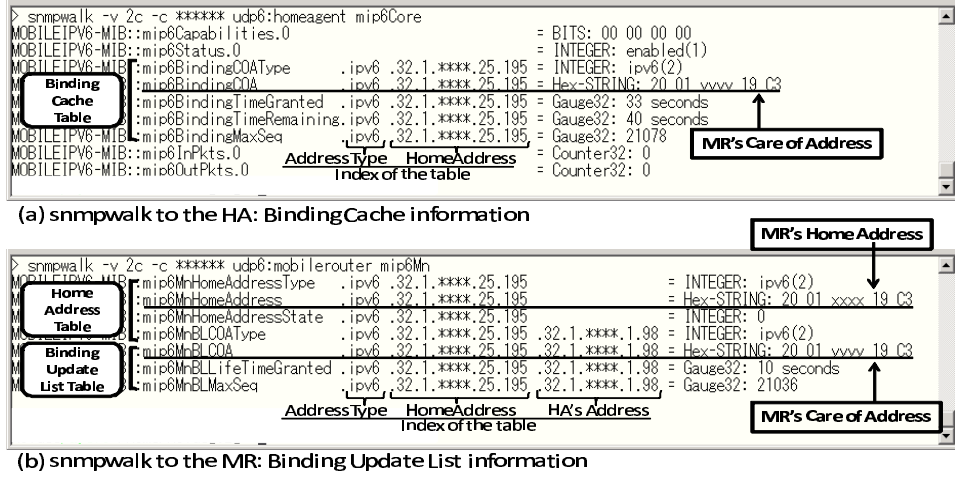 > snmpwalk -v 2c -c ****** udp6:homeagent mip6Core
MOBILEIPV6-MIB::mip6Capabilities.0 = BITS: 00 00 00 00
MOBILEIPV6-MIB::mip6Status.0 = INTEGER: enabled(1)
:mip6BindingCOAType .ipv6 .32.1.****.25.195 = INTEGER: ipv6(2)
:mip6BindingCOA .ipv6 .32.1.****.25.195 = Hex-STRING: 20 01 yyyy 19 C3
:mip6BindingTimeGranted .ipv6 .32.1.****.25.195 = Gauge32: 33 seconds
:mip6BindingTimeRemaining.ipv6 .32.1.****.25.195 = Gauge32: 40 seconds
:mip6BindingMaxSeq .ipv6 .32.1.****.25.195 = Gauge32: 21078
MOBILEIPV6-MIB::mip6InPkts.0 = Counter32: 0
MOBILEIPV6-MIB::mip6OutPkts.0 = Counter32: 0
Binding
Cache
Table
MR's Care of Address
AddressType HomeAddress
Index of the table
(a) snmpwalk to the HA: BindingCache information
MR's Home Address
> snmpwalk -v 2c -c ****** udp6:mobilerouter mip6Mn
:mip6MnHomeAddressType .ipv6 .32.1.****.25.195 = INTEGER: ipv6(2)
:mip6MnHomeAddress .ipv6 .32.1.****.25.195 = Hex-STRING: 20 01 xxxx 19 C3
:mip6MnHomeAddressState .ipv6 .32.1.****.25.195 = INTEGER: 0
:mip6MnBLCOAType .ipv6 .32.1.****.25.195 .32.1.****.1.98 = INTEGER: ipv6(2)
:mip6MnBLCOA .ipv6 .32.1.****.25.195 .32.1.****.1.98 = Hex-STRING: 20 01 yyyy 19 C3
:mip6MnBLLifeTimeGranted .ipv6 .32.1.****.25.195 .32.1.****.1.98 = Gauge32: 10 seconds
:mip6MnBLMaxSeq .ipv6 .32.1.****.25.195 .32.1.****.1.98 = Gauge32: 21036
Home
Address
Table
Binding
Update
List Table
AddressType HomeAddress HA's Address
Index of the table
MR's Care of Address
(b) snmpwalk to the MR: Binding Update List information